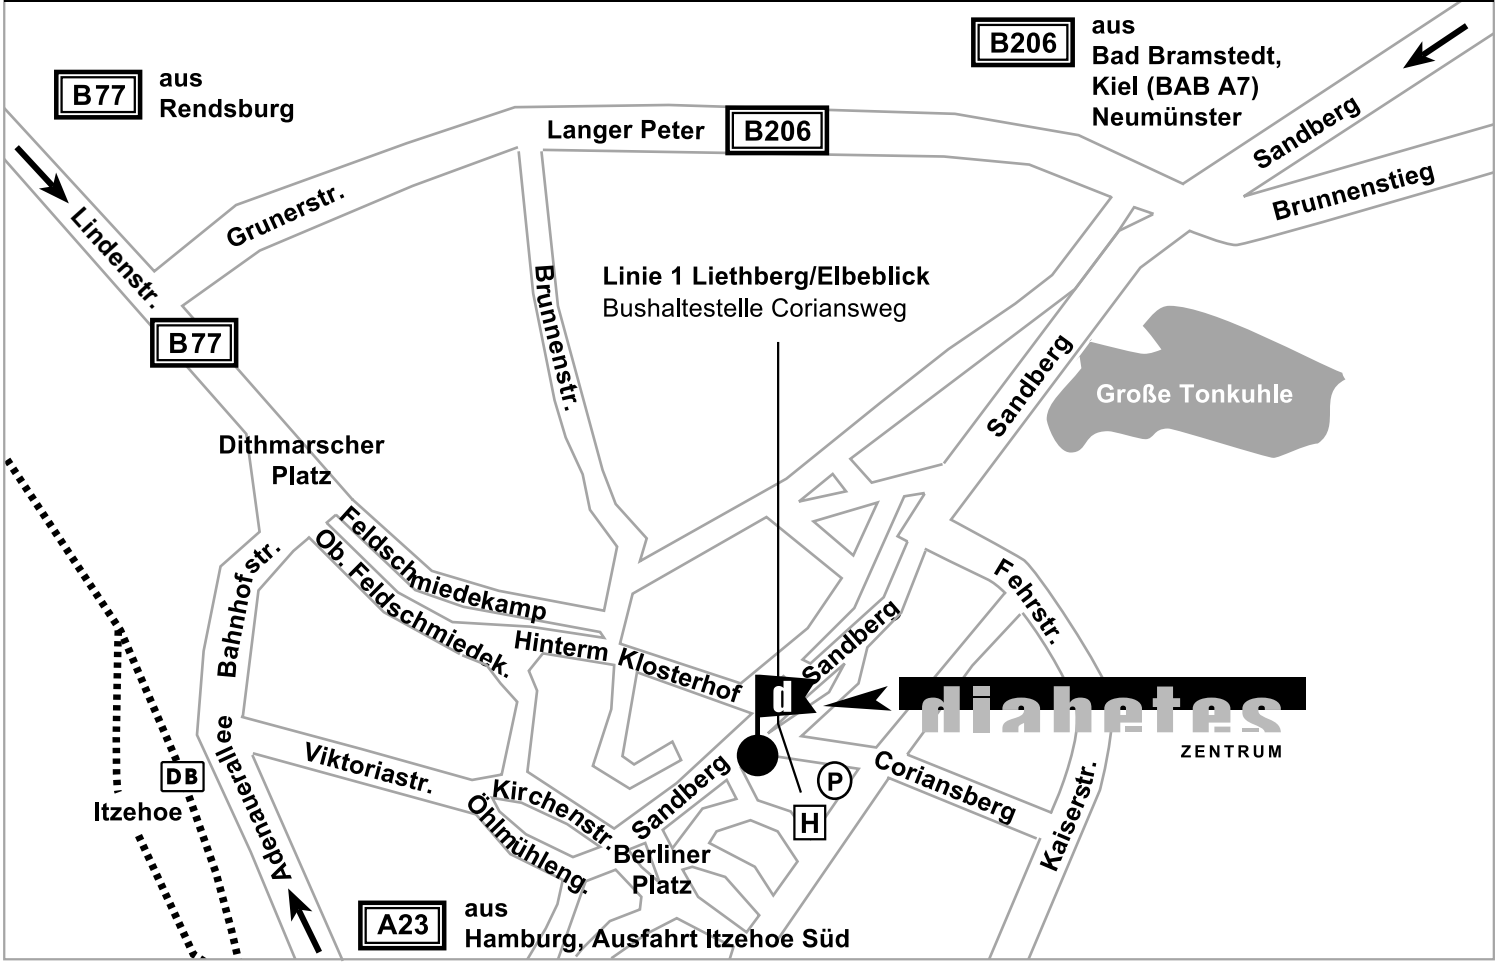 B206
aus
Bad Bramstedt,
Kiel (BAB A7)
Neumünster
B77
aus
Rendsburg
Langer Peter
B206
Sandberg
Brunnenstieg
Grunerstr.
Lindenstr.
Brunnenstr.
Linie 1 Liethberg/Elbeblick
Bushaltestelle Coriansweg
B77
Sandberg
Große Tonkuhle
Dithmarscher
Platz
Feldschmiedekamp
Ob. Feldschmiedek.
Bahnhofstr.
Hinterm Klosterhof
Fehrstr.
Sandberg
d
diabetes
ZENTRUM
Viktoriastr.
Adenauerallee
DB
Itzehoe
Kirchenstr.
Öhlmühleng.
Sandberg
P
H
Coriansberg
Kaiserstr.
Berliner
Platz
A23
aus
Hamburg, Ausfahrt Itzehoe Süd